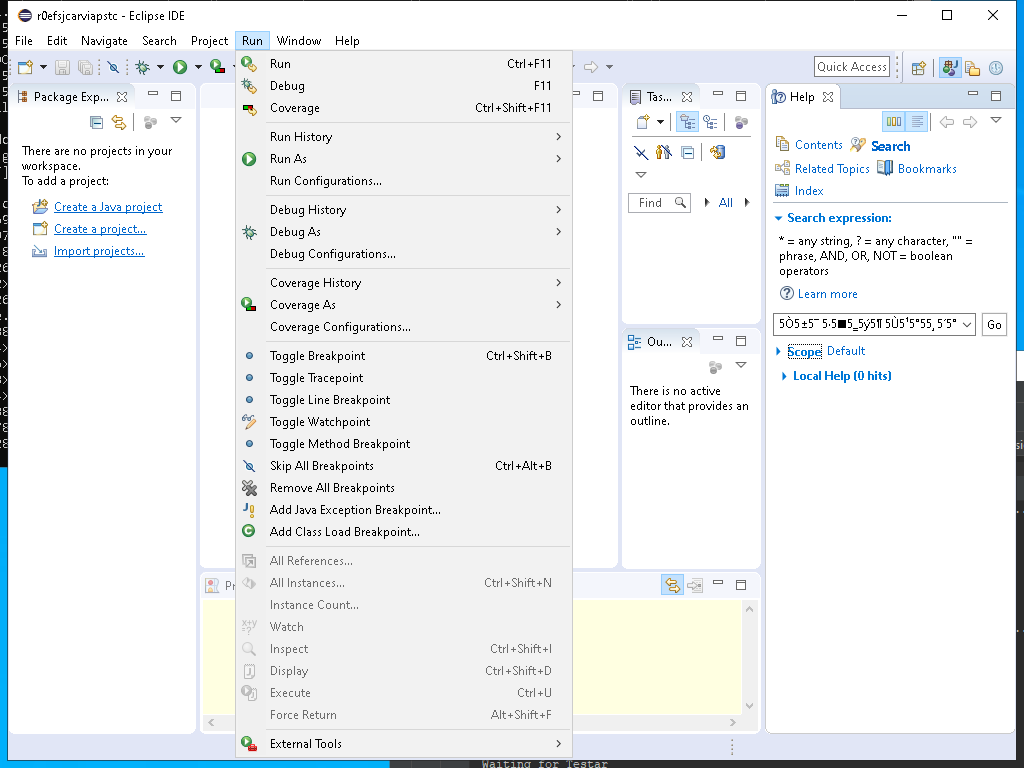 r0efsjcarviapstc - Eclipse IDE
File Edit Navigate Search Project Run Window Help
Quick Access
Package Exp...
There are no projects in your
workspace.
To add a project:
Create a Java project
Create a project...
Import projects...
Run Ctrl+F11
Debug F11
Coverage Ctrl+Shift+F11
Run History
Run As
Run Configurations...
Debug History
Debug As
Debug Configurations...
Coverage History
Coverage As
Coverage Configurations...
Toggle Breakpoint Ctrl+Shift+B
Toggle Tracepoint
Toggle Line Breakpoint
Toggle Watchpoint
Toggle Method Breakpoint
Skip All Breakpoints Ctrl+Alt+B
Remove All Breakpoints
Add Java Exception Breakpoint...
Add Class Load Breakpoint...
All References...
All Instances... Ctrl+Shift+N
Instance Count...
Watch
Inspect Ctrl+Shift+I
Display Ctrl+Shift+D
Execute Ctrl+U
Force Return Alt+Shift+F
External Tools
Tas...
Find
All
Ou...
There is no active
editor that provides an
outline.
Help
Contents Search
Related Topics Bookmarks
Index
Search expression:
* = any string, ? = any character, "" =
phrase, AND, OR, NOT = boolean
operators
Learn more
Go
Scope Default
Local Help (0 hits)
Waiting for Testar